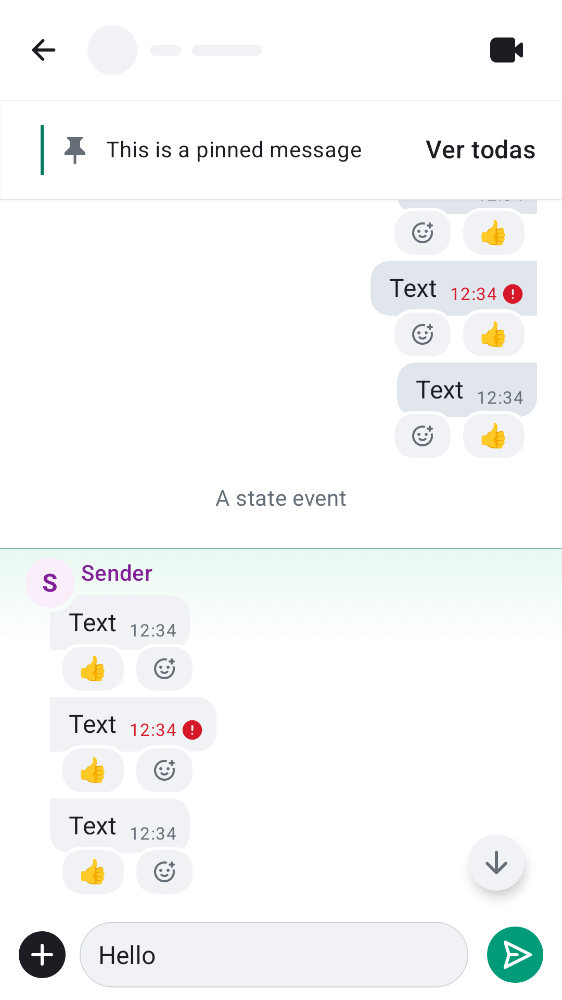 This is a pinned message
Ver todas
Text 12:34
Text 12:34
A state event
S Sender
Text 12:34
Text 12:34
Text 12:34
Hello